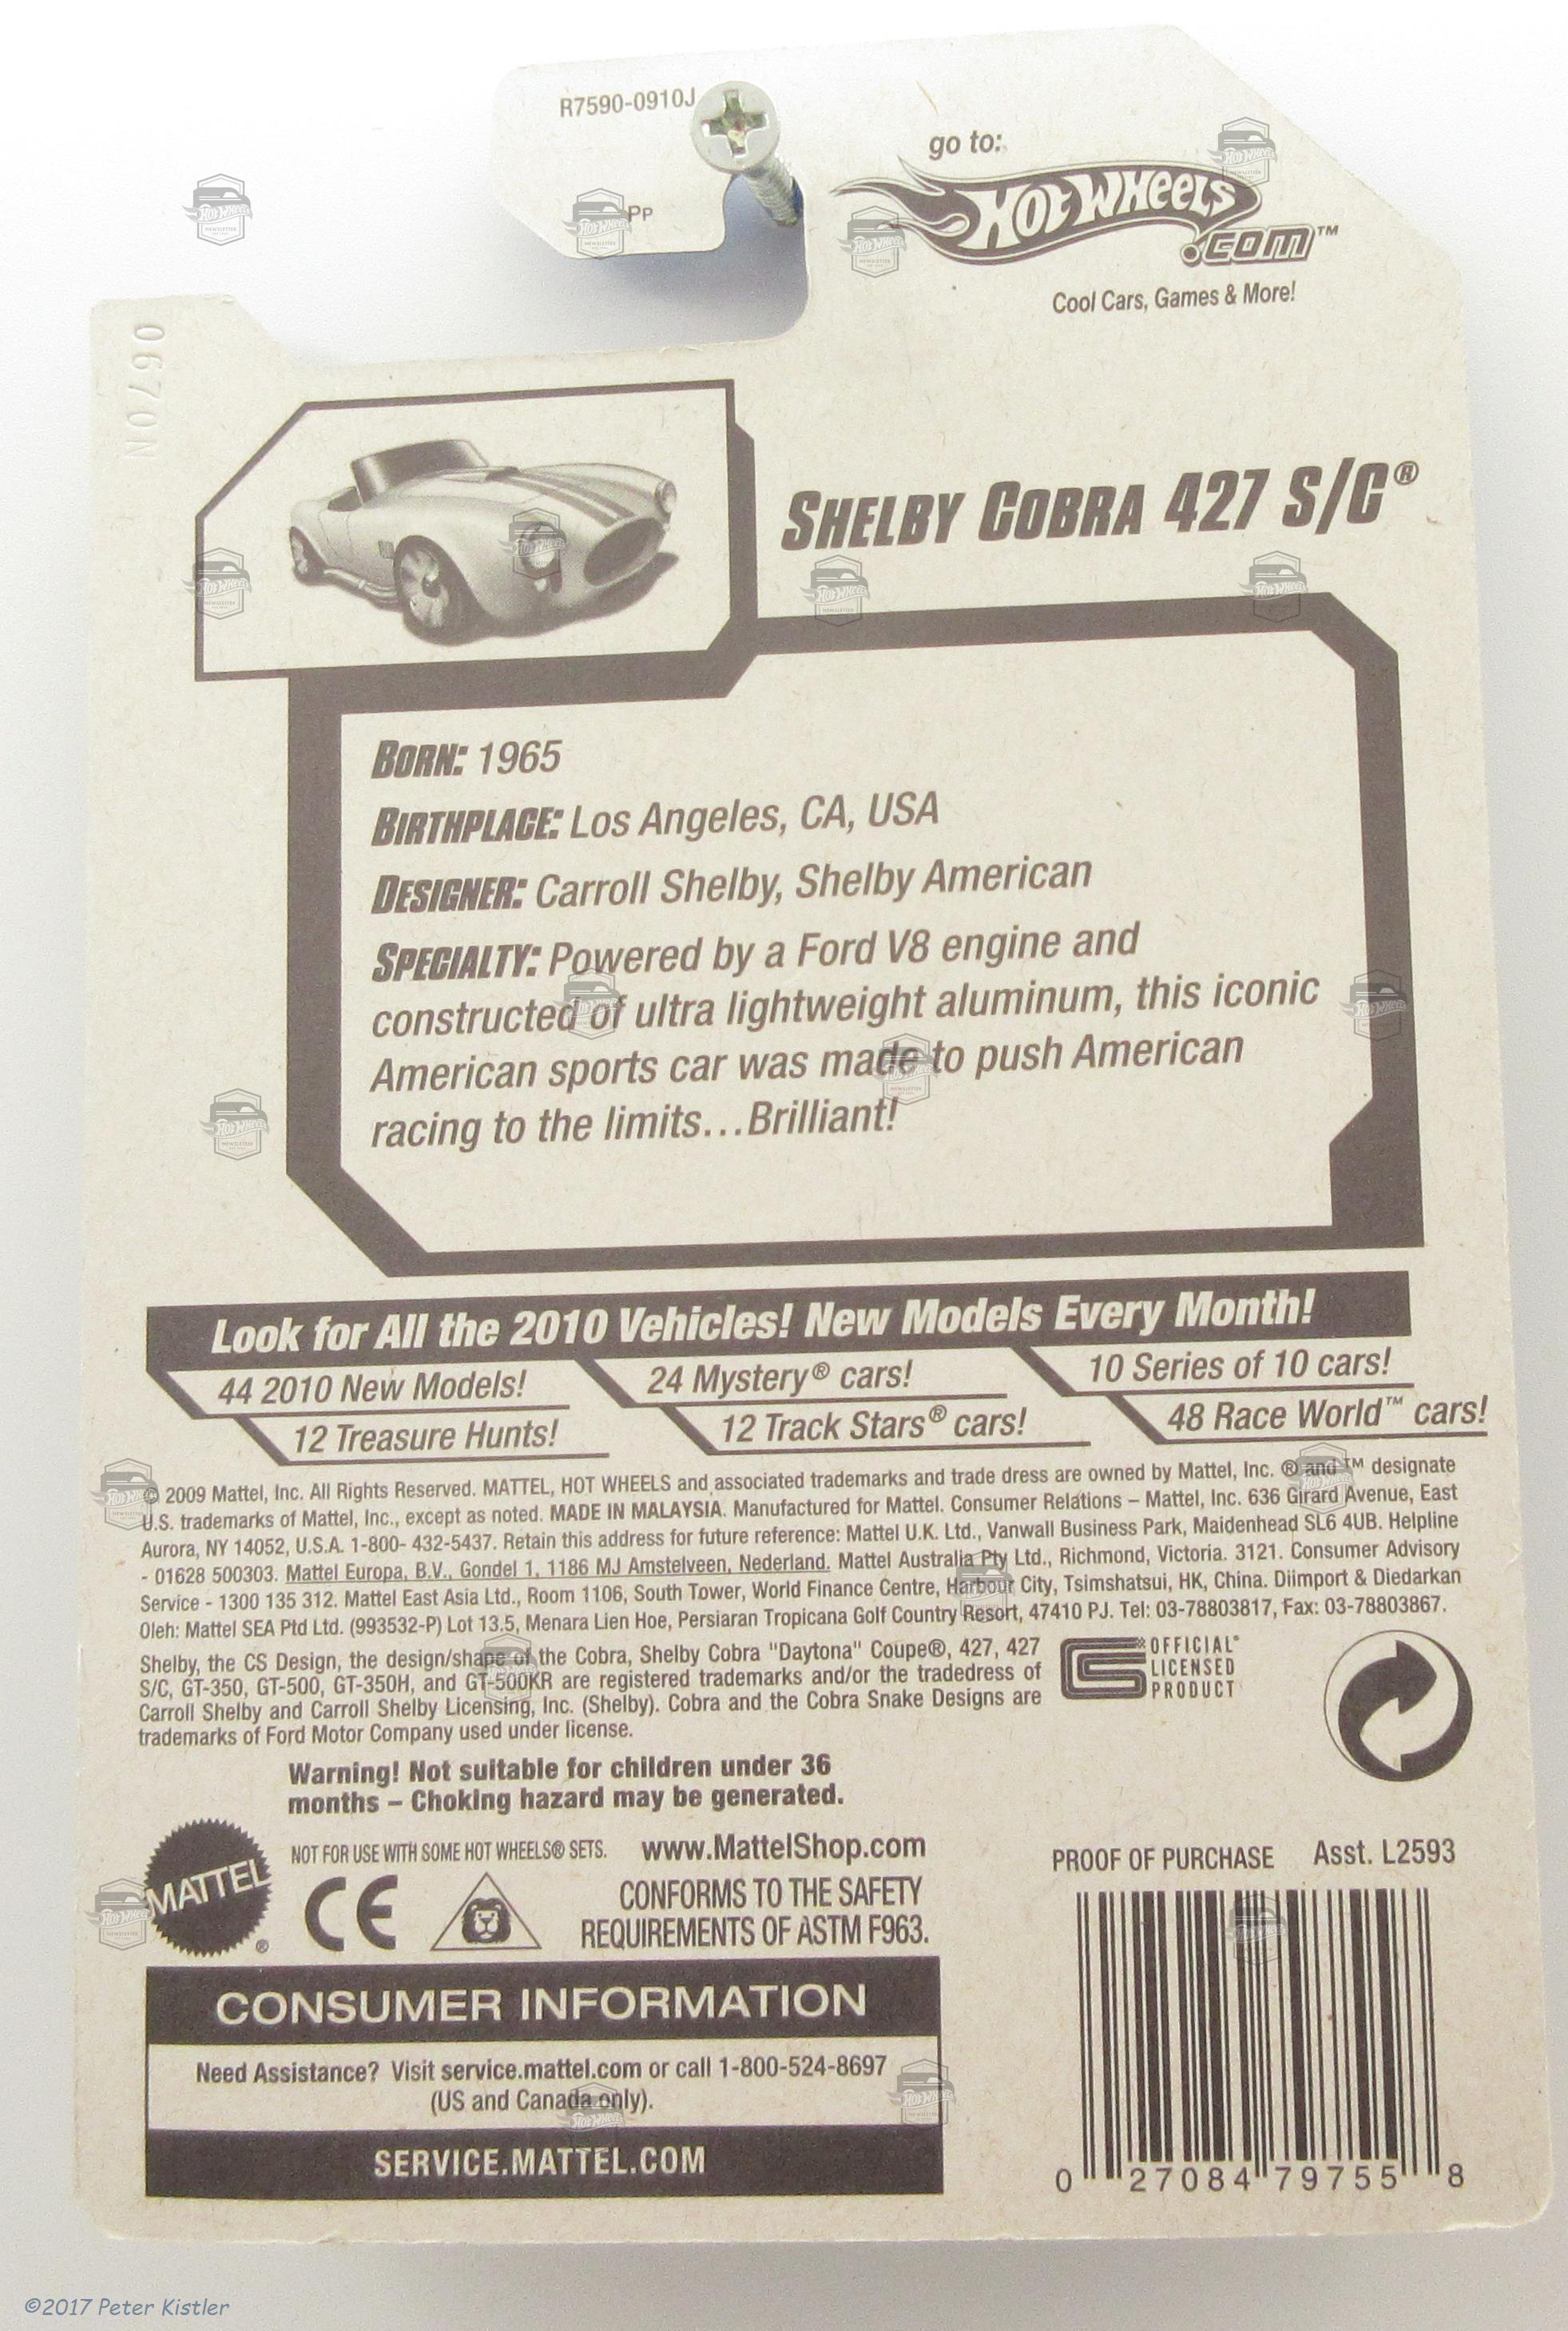 R7590-0910J
Pp
go to:
Hot Wheels
.com™
Cool Cars, Games & More!
0670N
SHELBY COBRA 427 S/C®
BORN: 1965
BIRTHPLACE: Los Angeles, CA, USA
DESIGNER: Carroll Shelby, Shelby American
SPECIALTY: Powered by a Ford V8 engine and
constructed of ultra lightweight aluminum, this iconic
American sports car was made to push American
racing to the limits...Brilliant!
Look for All the 2010 Vehicles! New Models Every Month!
44 2010 New Models!
24 Mystery® cars!
10 Series of 10 cars!
12 Treasure Hunts!
12 Track Stars® cars!
48 Race World™ cars!
© 2009 Mattel, Inc. All Rights Reserved. MATTEL, HOT WHEELS and associated trademarks and trade dress are owned by Mattel, Inc. ® and ™ designate
U.S. trademarks of Mattel, Inc., except as noted. MADE IN MALAYSIA. Manufactured for Mattel. Consumer Relations – Mattel, Inc. 636 Girard Avenue, East
Aurora, NY 14052, U.S.A. 1-800- 432-5437. Retain this address for future reference: Mattel U.K. Ltd., Vanwall Business Park, Maidenhead SL6 4UB. Helpline
- 01628 500303. Mattel Europa, B.V., Gondel 1, 1186 MJ Amstelveen, Nederland. Mattel Australia Pty Ltd., Richmond, Victoria. 3121. Consumer Advisory
Service - 1300 135 312. Mattel East Asia Ltd., Room 1106, South Tower, World Finance Centre, Harbour City, Tsimshatsui, HK, China. Diimport & Diedarkan
Oleh: Mattel SEA Ptd Ltd. (993532-P) Lot 13.5, Menara Lien Hoe, Persiaran Tropicana Golf Country Resort, 47410 PJ. Tel: 03-78803817, Fax: 03-78803867.
Shelby, the CS Design, the design/shape of the Cobra, Shelby Cobra "Daytona" Coupe®, 427, 427
S/C, GT-350, GT-500, GT-350H, and GT-500KR are registered trademarks and/or the tradedress of
Carroll Shelby and Carroll Shelby Licensing, Inc. (Shelby). Cobra and the Cobra Snake Designs are
trademarks of Ford Motor Company used under license.
OFFICIAL
LICENSED
PRODUCT
Warning! Not suitable for children under 36
months – Choking hazard may be generated.
MATTEL®
NOT FOR USE WITH SOME HOT WHEELS® SETS.
www.MattelShop.com
CE
CONFORMS TO THE SAFETY
REQUIREMENTS OF ASTM F963.
PROOF OF PURCHASE Asst. L2593
CONSUMER INFORMATION
Need Assistance? Visit service.mattel.com or call 1-800-524-8697
(US and Canada only).
SERVICE.MATTEL.COM
0 27084 79755 8
©2017 Peter Kistler